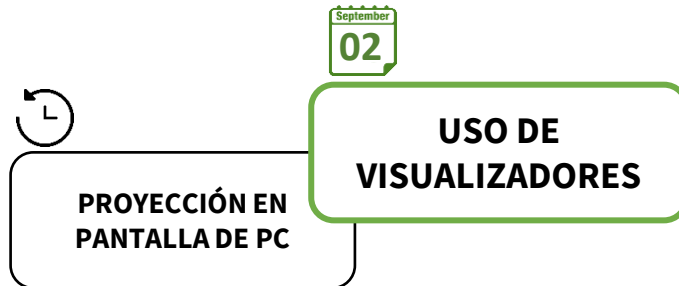 September
02
USO DE
VISUALIZADORES
PROYECCIÓN EN
PANTALLA DE PC